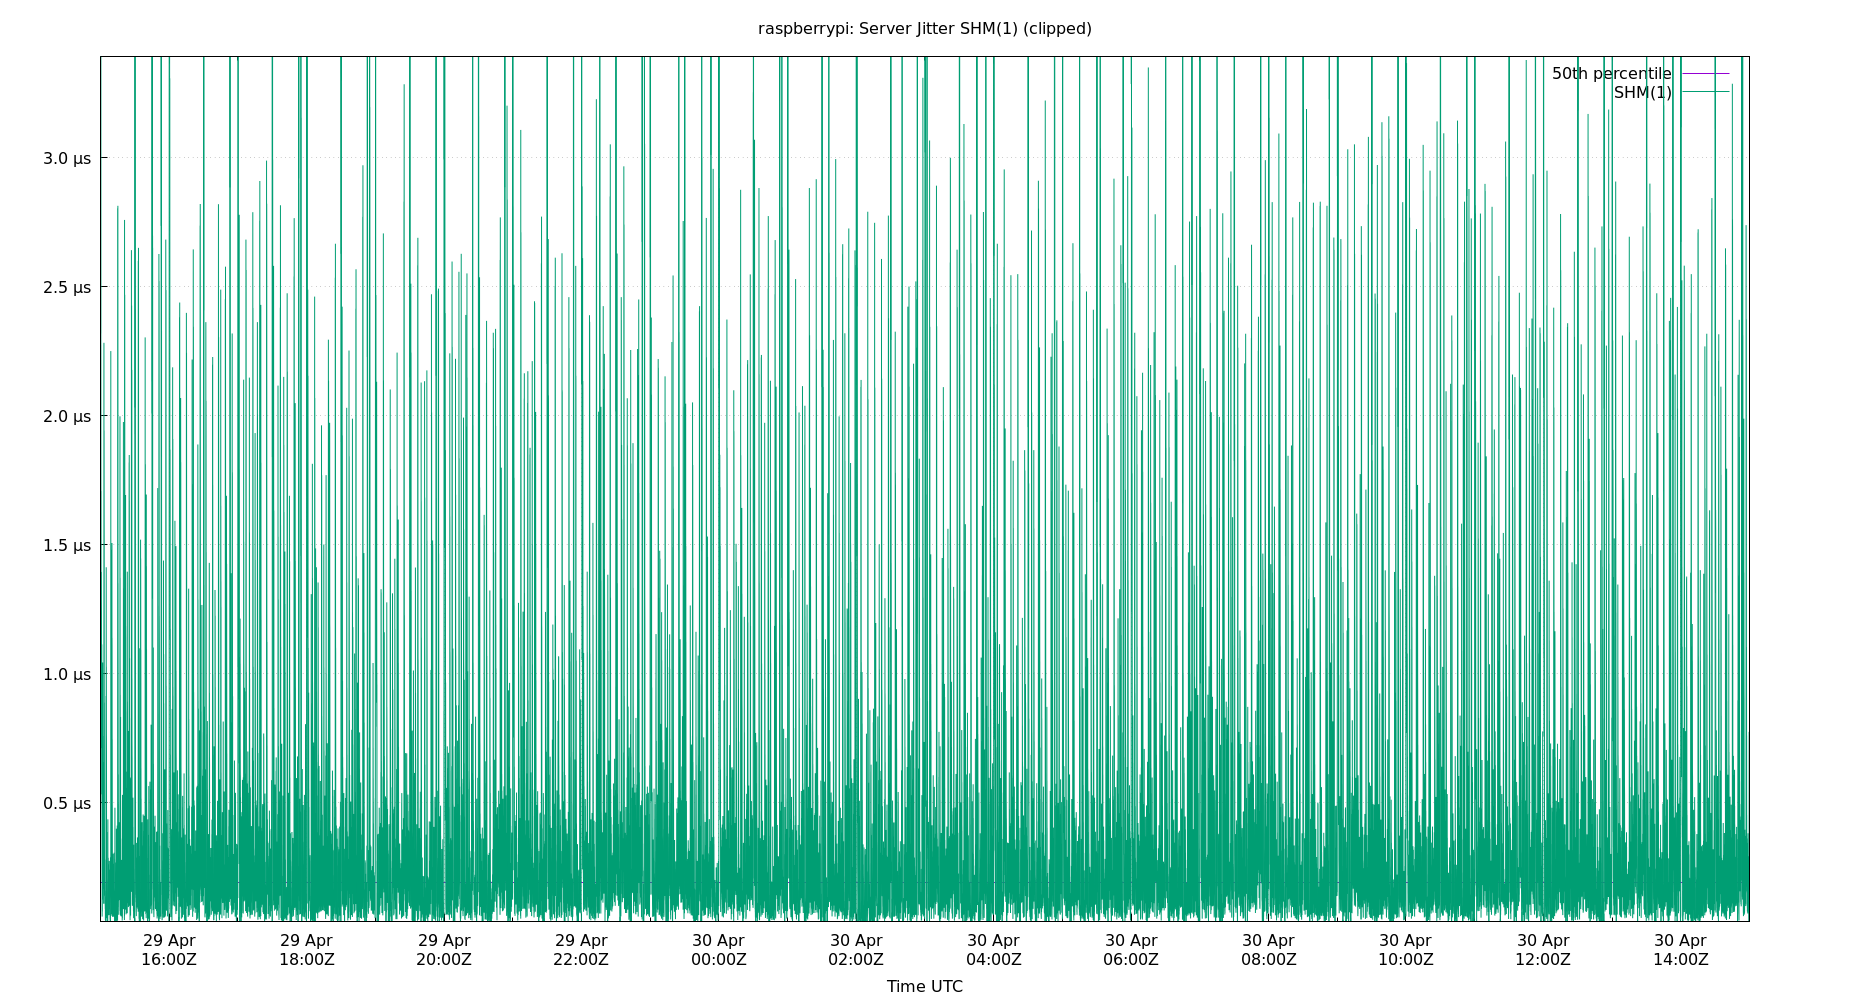 raspberrypi: Server Jitter SHM(1) (clipped)
50th percentile
SHM(1)
3.0 µs
2.5 µs
2.0 µs
1.5 µs
1.0 µs
0.5 µs
29 Apr 29 Apr 29 Apr 29 Apr 30 Apr 30 Apr 30 Apr 30 Apr 30 Apr 30 Apr 30 Apr 30 Apr
16:00Z 18:00Z 20:00Z 22:00Z 00:00Z 02:00Z 04:00Z 06:00Z 08:00Z 10:00Z 12:00Z 14:00Z
Time UTC